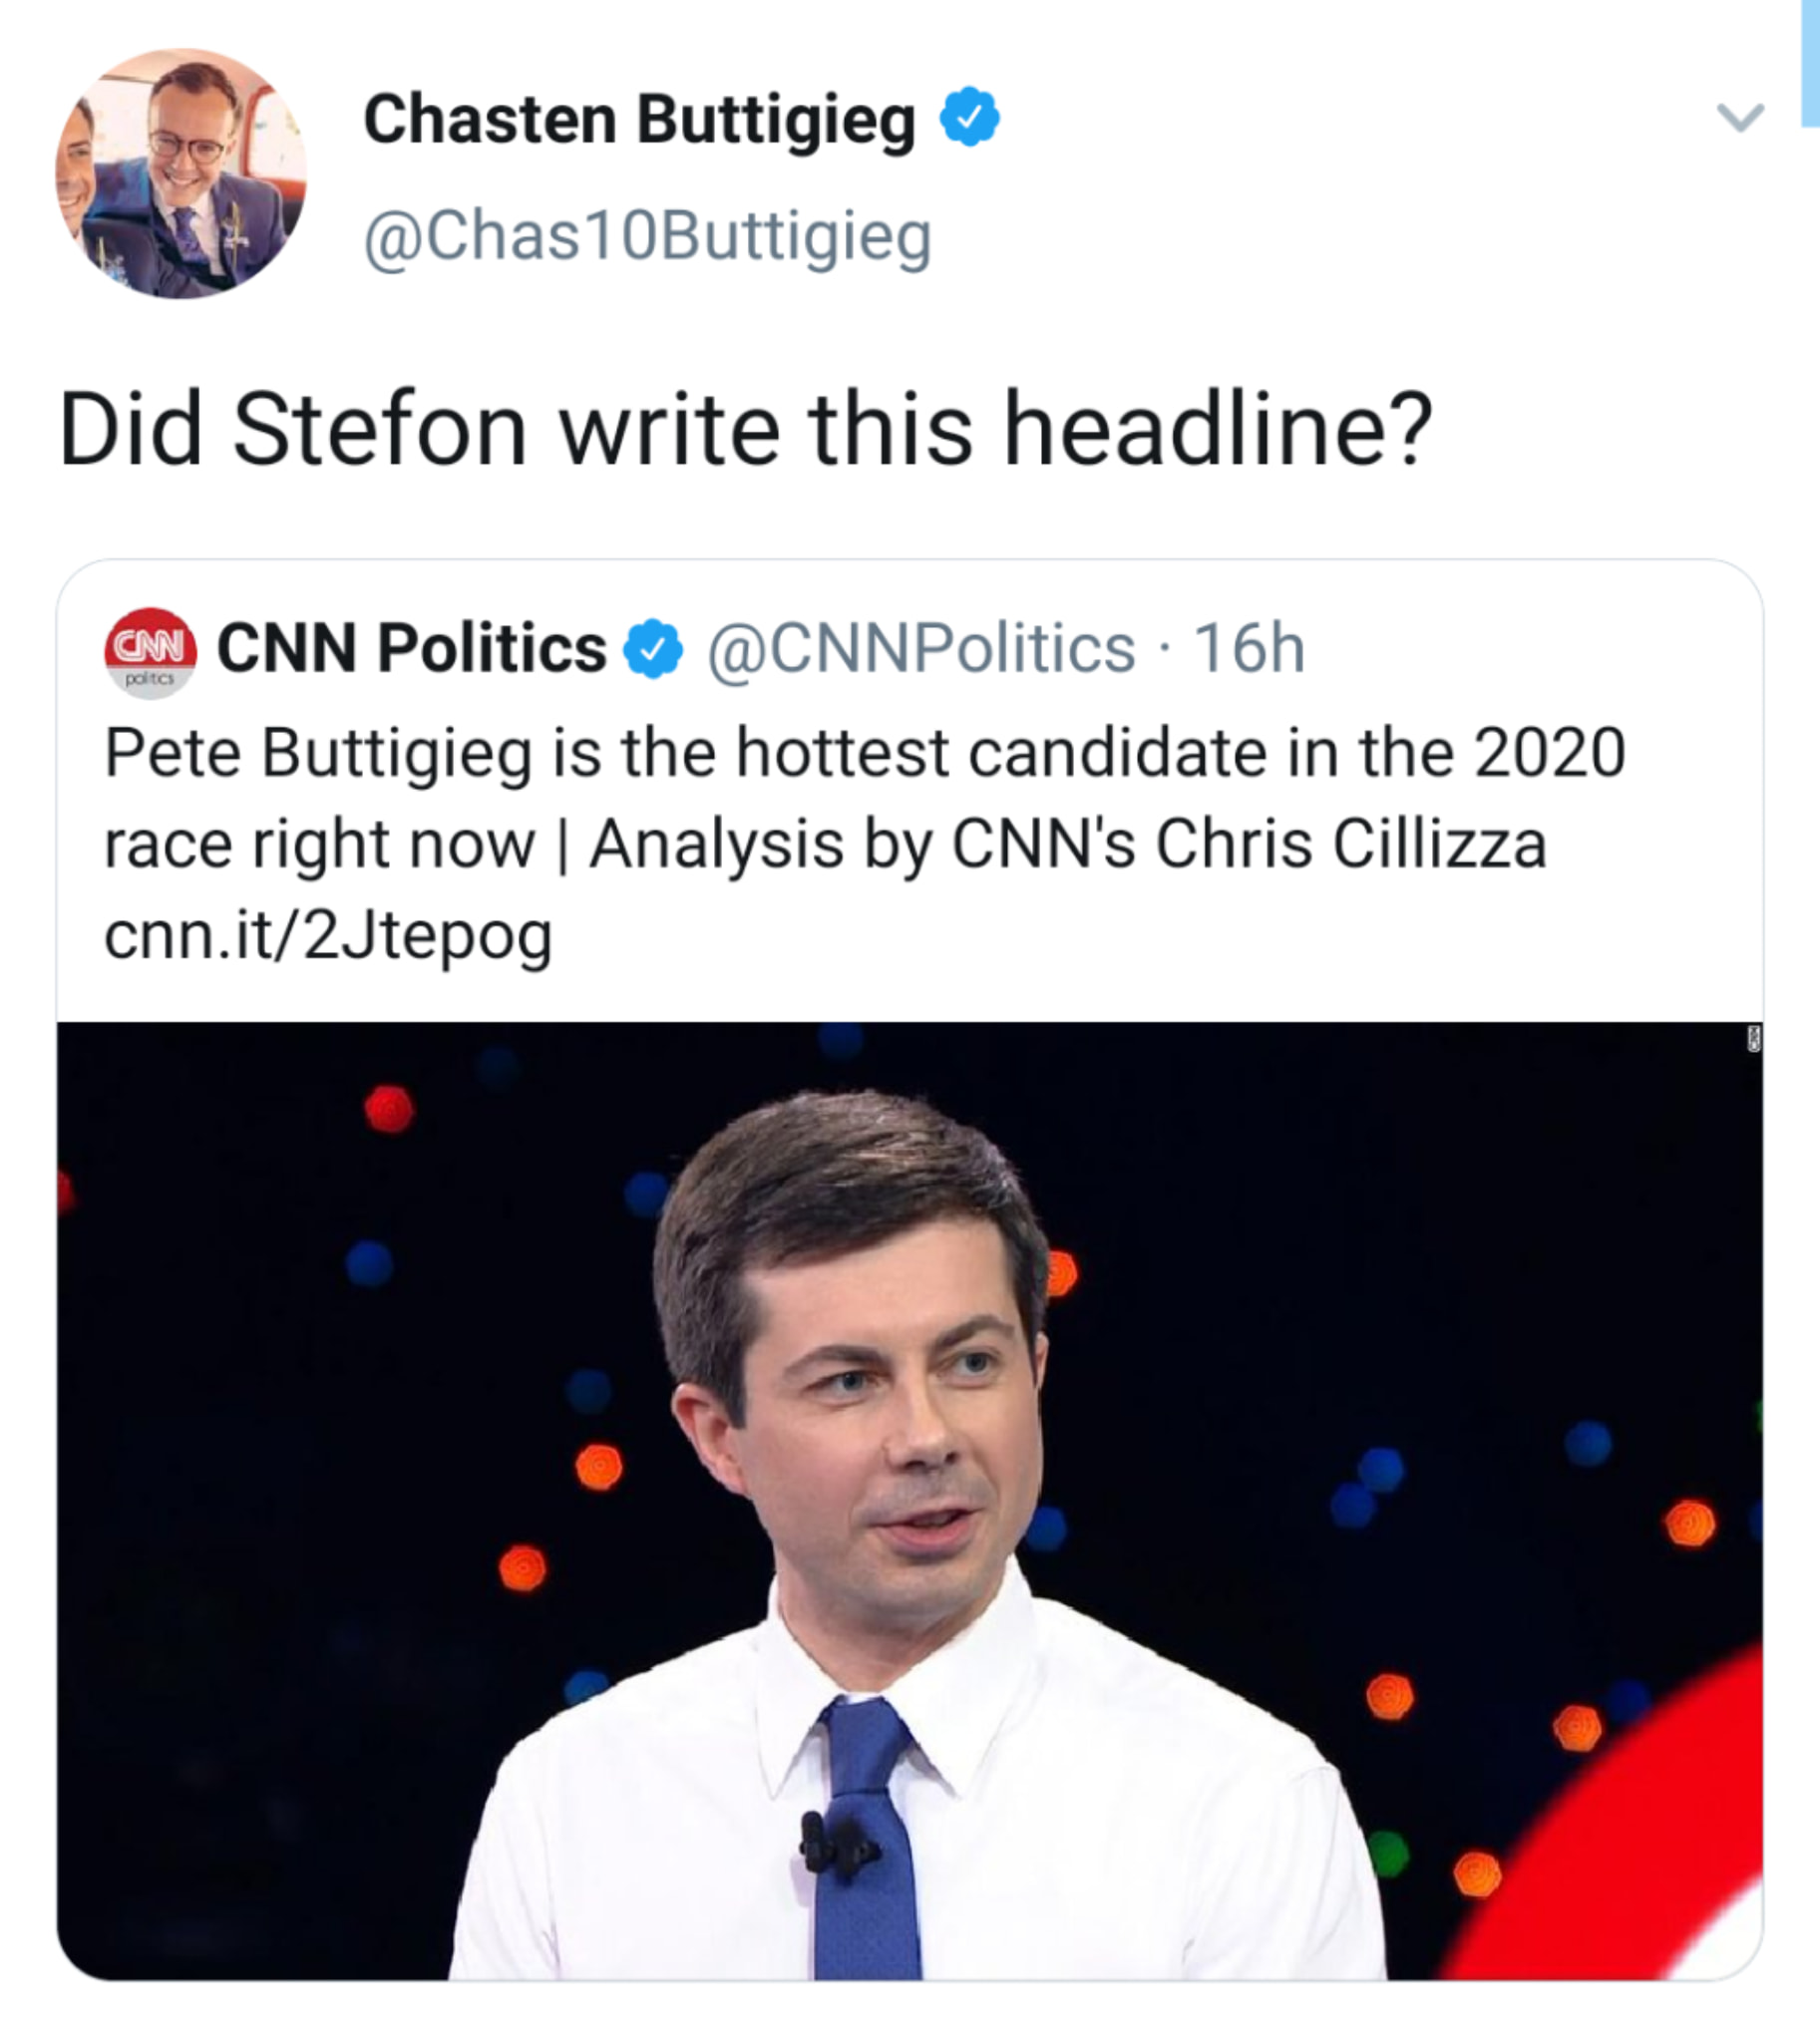 Chasten Buttigieg
@Chas10Buttigieg
Did Stefon write this headline?
CNN politics
CNN Politics @CNNPolitics · 16h
Pete Buttigieg is the hottest candidate in the 2020
race right now | Analysis by CNN's Chris Cillizza
cnn.it/2Jtepog
CNN